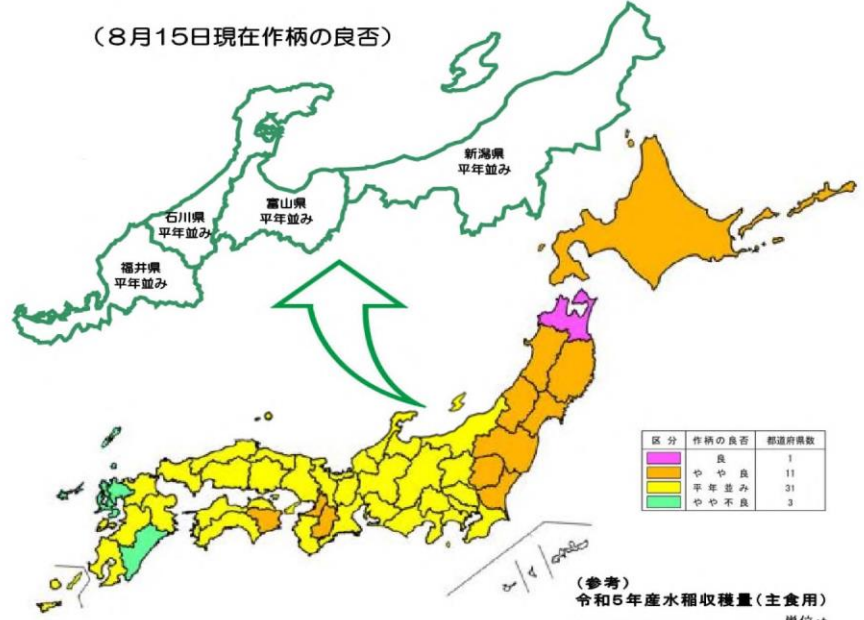 (8月15日現在作柄の良否)
新潟県
平年並み
富山県
平年並み
石川県
平年並み
福井県
平年並み
区分 作柄の良否 都道府県数
良 1
やや良 11
平年並み 31
やや不良 3
(参考)
令和5年産水稲収穫量(主食用)